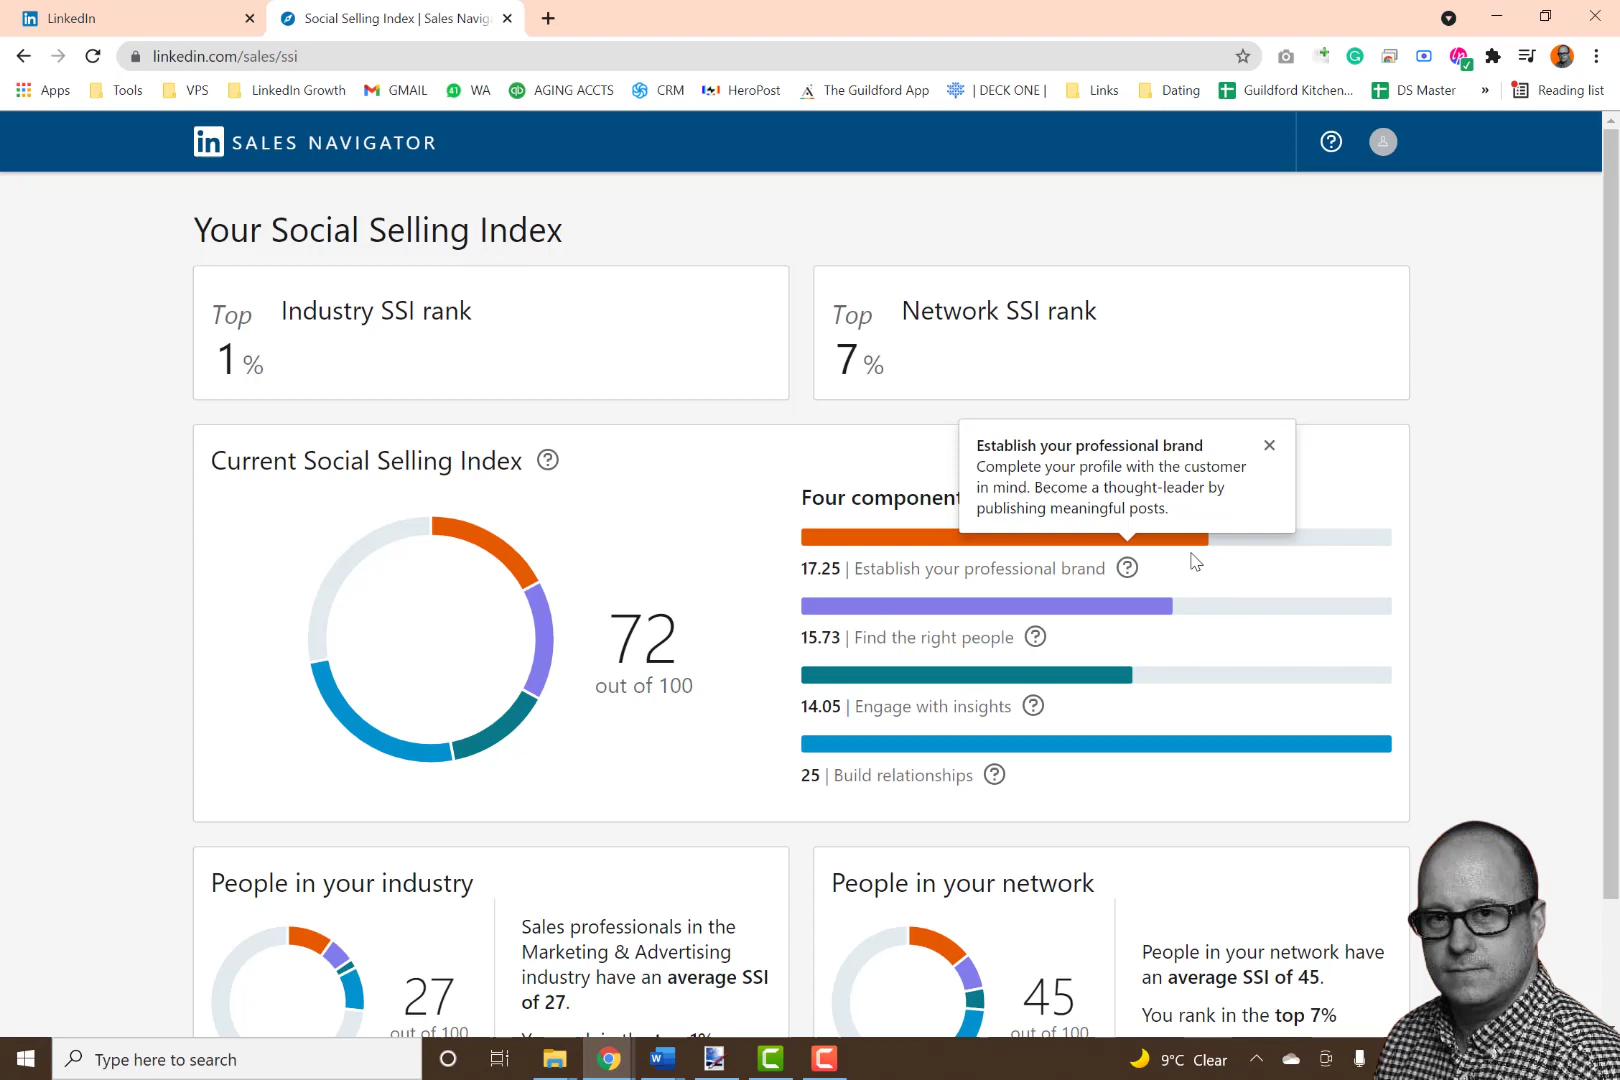 LinkedIn
Social Selling Index | Sales Navig
linkedin.com/sales/ssi
Apps
Tools
VPS
LinkedIn Growth
GMAIL
WA
AGING ACCTS
CRM
HeroPost
The Guildford App
| DECK ONE |
Links
Dating
Guildford Kitchen...
DS Master
»
Reading list
in SALES NAVIGATOR
Your Social Selling Index
Top 1 %
Industry SSI rank
Top 7 %
Network SSI rank
Current Social Selling Index
72
out of 100
Establish your professional brand
Complete your profile with the customer
in mind. Become a thought-leader by
publishing meaningful posts.
Four component
17.25 | Establish your professional brand
15.73 | Find the right people
14.05 | Engage with insights
25 | Build relationships
People in your industry
27
out of 100
Sales professionals in the
Marketing & Advertising
industry have an average SSI
of 27.
People in your network
45
out of 100
People in your network have
an average SSI of 45.
You rank in the top 7%
Type here to search
9°C Clear